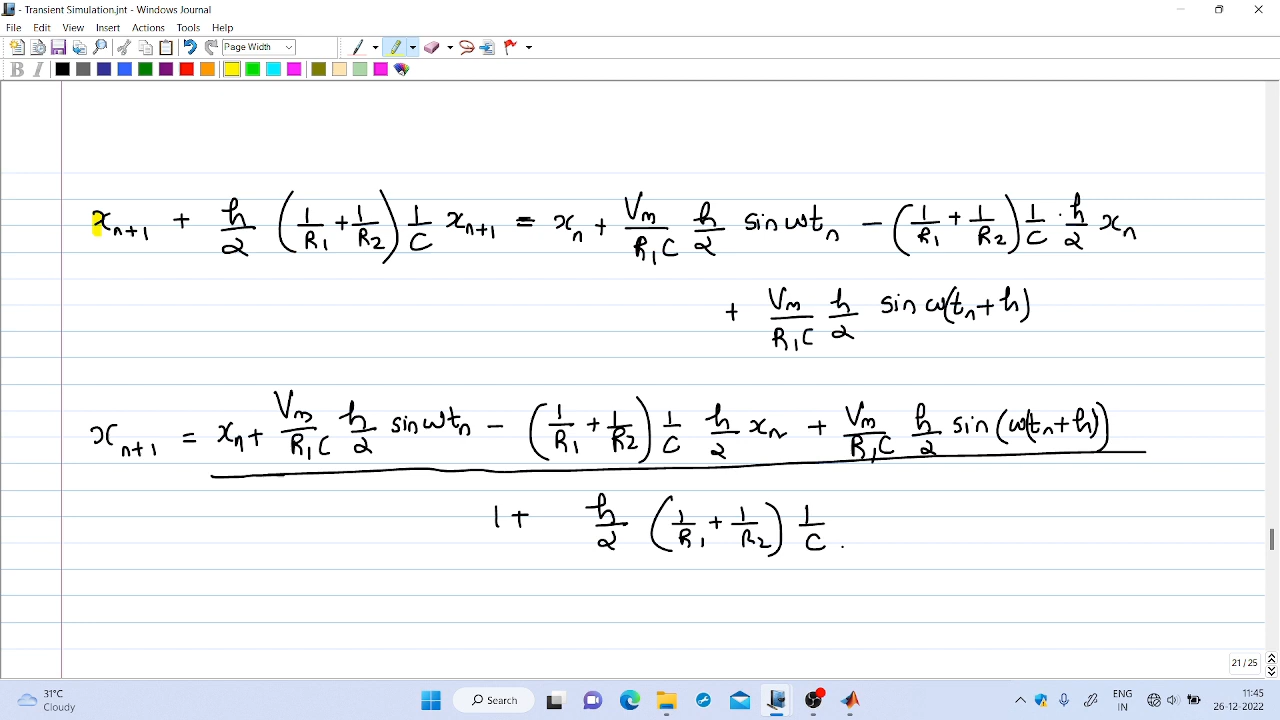 Transient Simulation.jnt - Windows Journal
File Edit View Insert Actions Tools Help
Page Width
B I
x_{n+1} + h/2 (1/R_1 + 1/R_2) 1/C x_{n+1} = x_n + V_m/(R_1 C) h/2 sin ωt_n − (1/R_1 + 1/R_2) 1/C · h/2 x_n
+ V_m/(R_1 C) h/2 sin ω(t_n + h)
x_{n+1} = x_n + V_m/(R_1 C) h/2 sin ωt_n − (1/R_1 + 1/R_2) 1/C h/2 x_n + V_m/(R_1 C) h/2 sin (ω(t_n + h))
1 + h/2 (1/R_1 + 1/R_2) 1/C .
21 / 25
31°C
Cloudy
Search
ENG
IN
11:45
26-12-2022